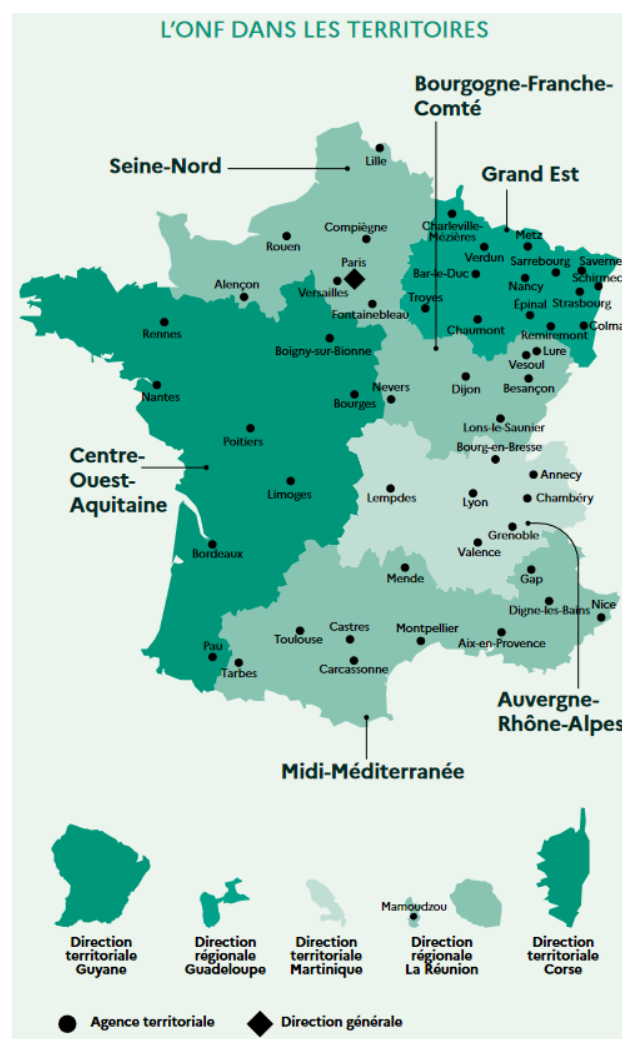 L'ONF DANS LES TERRITOIRES
Bourgogne-Franche-
Comté
Seine-Nord
Grand Est
Lille
Rouen
Compiègne
Paris
Versailles
Alençon
Fontainebleau
Charleville-
Mézières
Verdun
Metz
Sarrebourg
Saverne
Schirmec
Bar-le-Duc
Nancy
Strasbourg
Troyes
Épinal
Chaumont
Remiremont
Colma
Rennes
Boigny-sur-Bionne
Nantes
Bourges
Nevers
Dijon
Vesoul
Lure
Besançon
Lons-le-Saunier
Poitiers
Centre-
Ouest-
Aquitaine
Limoges
Bourg-en-Bresse
Annecy
Lempdes
Lyon
Chambéry
Grenoble
Valence
Bordeaux
Mende
Gap
Digne-les-Bains
Nice
Toulouse
Castres
Montpellier
Aix-en-Provence
Pau
Tarbes
Carcassonne
Auvergne-
Rhône-Alpes
Midi-Méditerranée
Mamoudzou
Direction
territoriale
Guyane
Direction
régionale
Guadeloupe
Direction
territoriale
Martinique
Direction
régionale
La Réunion
Direction
territoriale
Corse
Agence territoriale
Direction générale